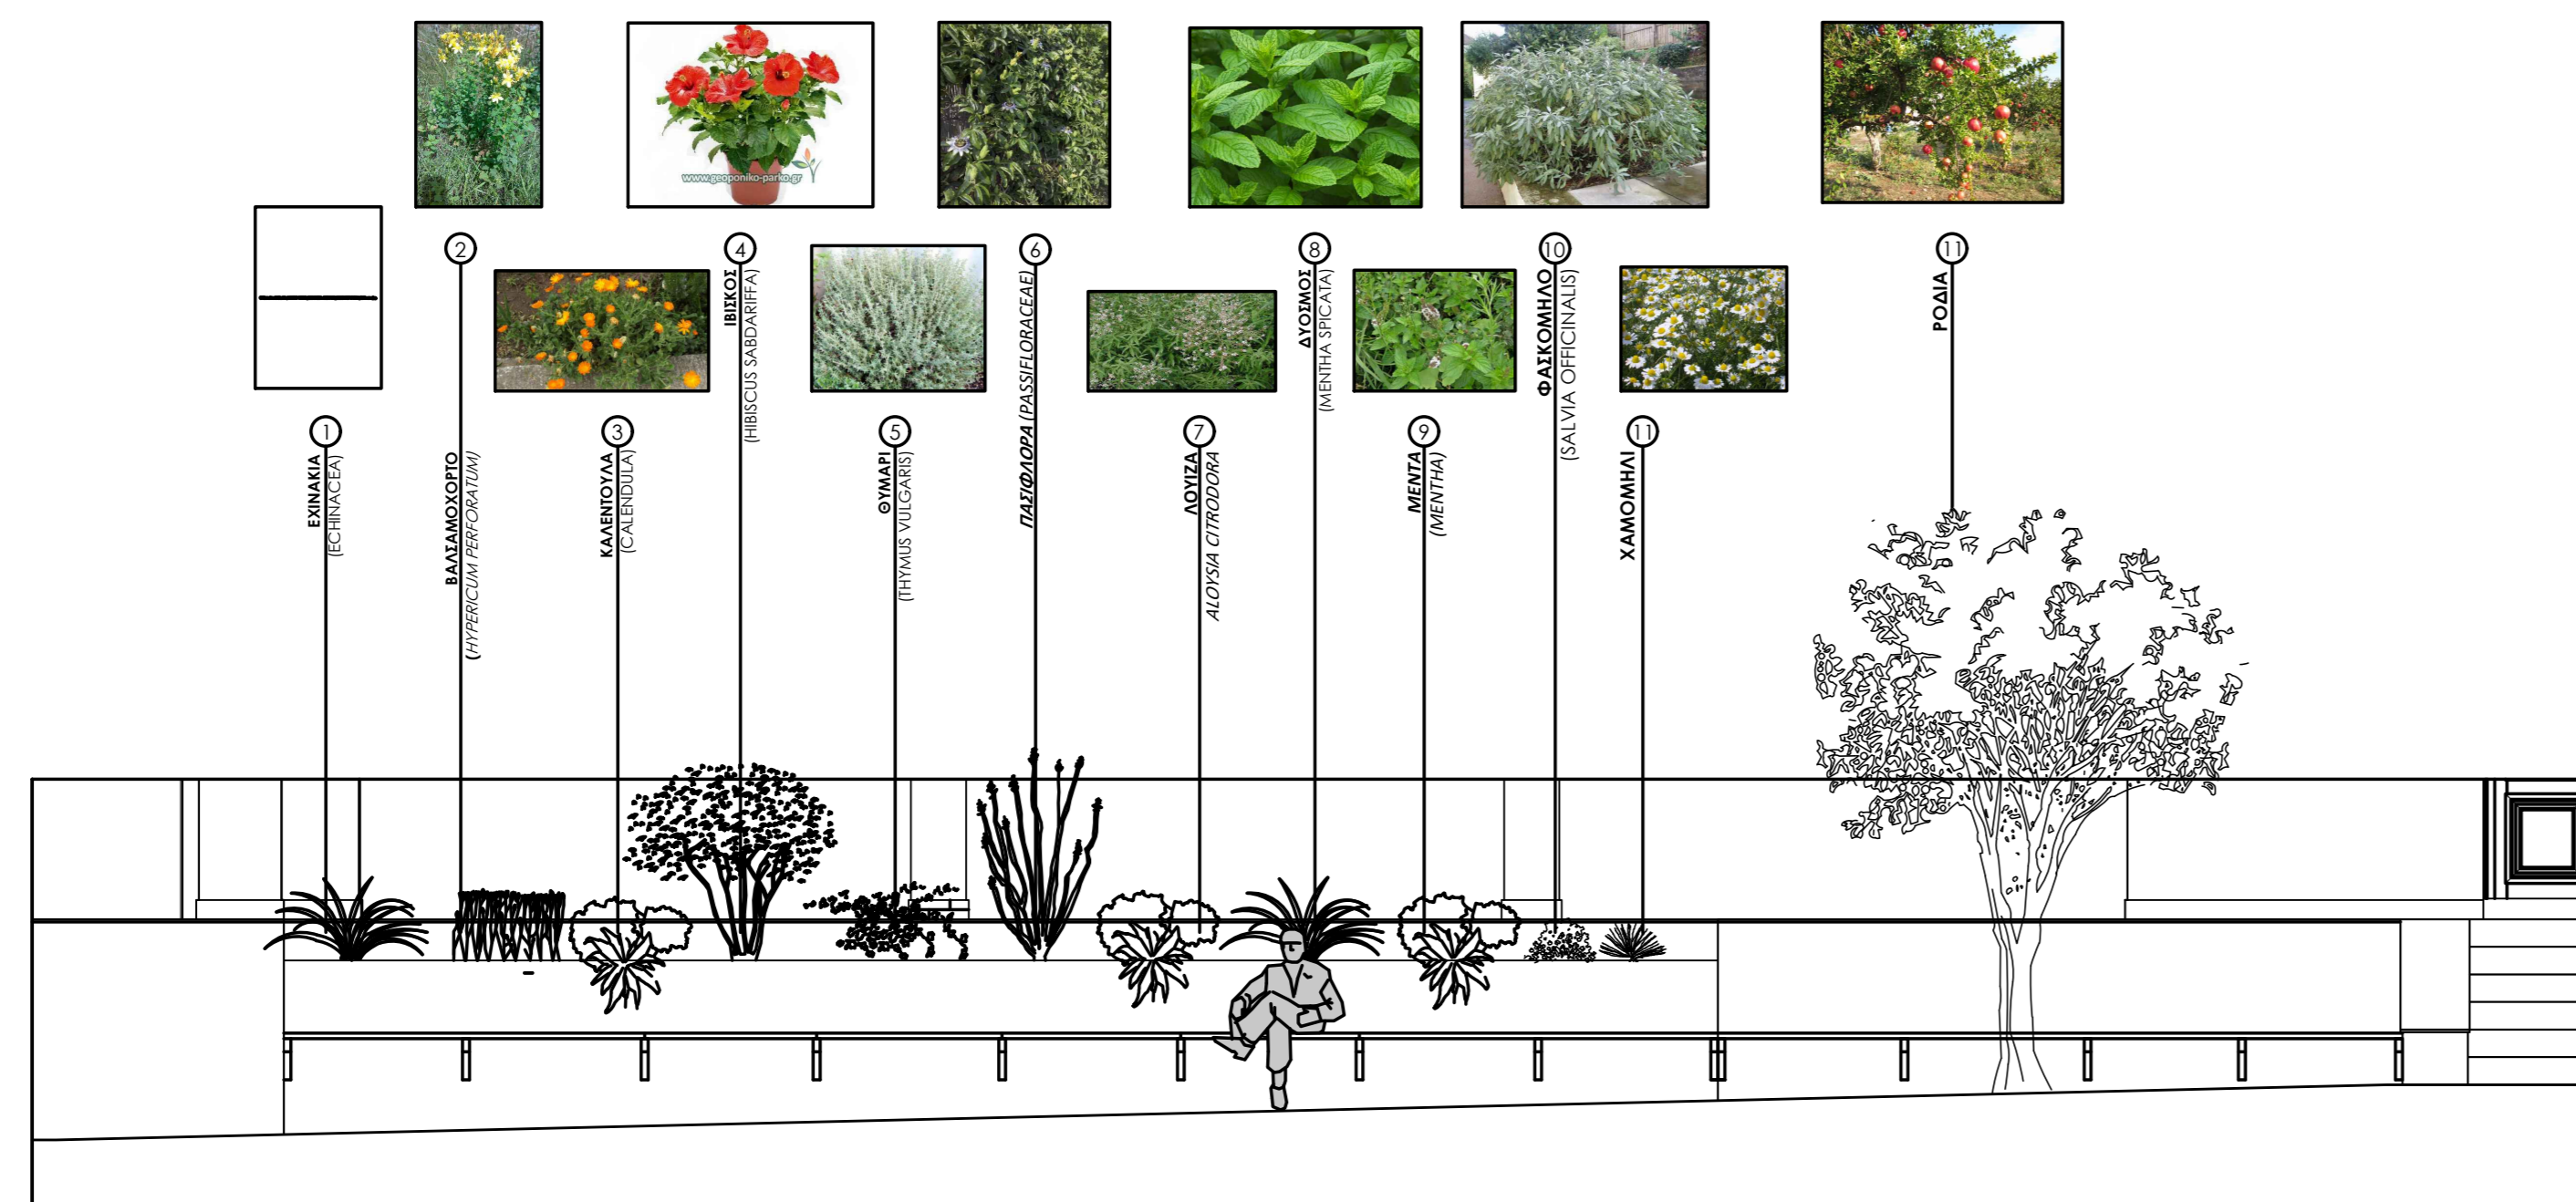 www.geoponiko-parko.gr
1
ΕΧΙΝΑΚΙΑ
(ECHINACEA)
2
ΒΑΛΣΑΜΟΧΟΡΤΟ
(HYPERICUM PERFORATUM)
3
ΚΑΛΕΝΤΟΥΛΑ
(CALENDULA)
4
ΙΒΙΣΚΟΣ
(HIBISCUS SABDARIFFA)
5
ΘΥΜΑΡΙ
(THYMUS VULGARIS)
6
ΠΑΣΙΦΛΟΡΑ (PASSIFLORACEAE)
7
ΛΟΥΙΖΑ
ALOYSIA CITRODORA
8
ΔΥΟΣΜΟΣ
(MENTHA SPICATA)
9
ΜΕΝΤΑ
(MENTHA)
10
ΦΑΣΚΟΜΗΛΟ
(SALVIA OFFICINALIS)
11
ΧΑΜΟΜΗΛΙ
11
ΡΟΔΙΑ